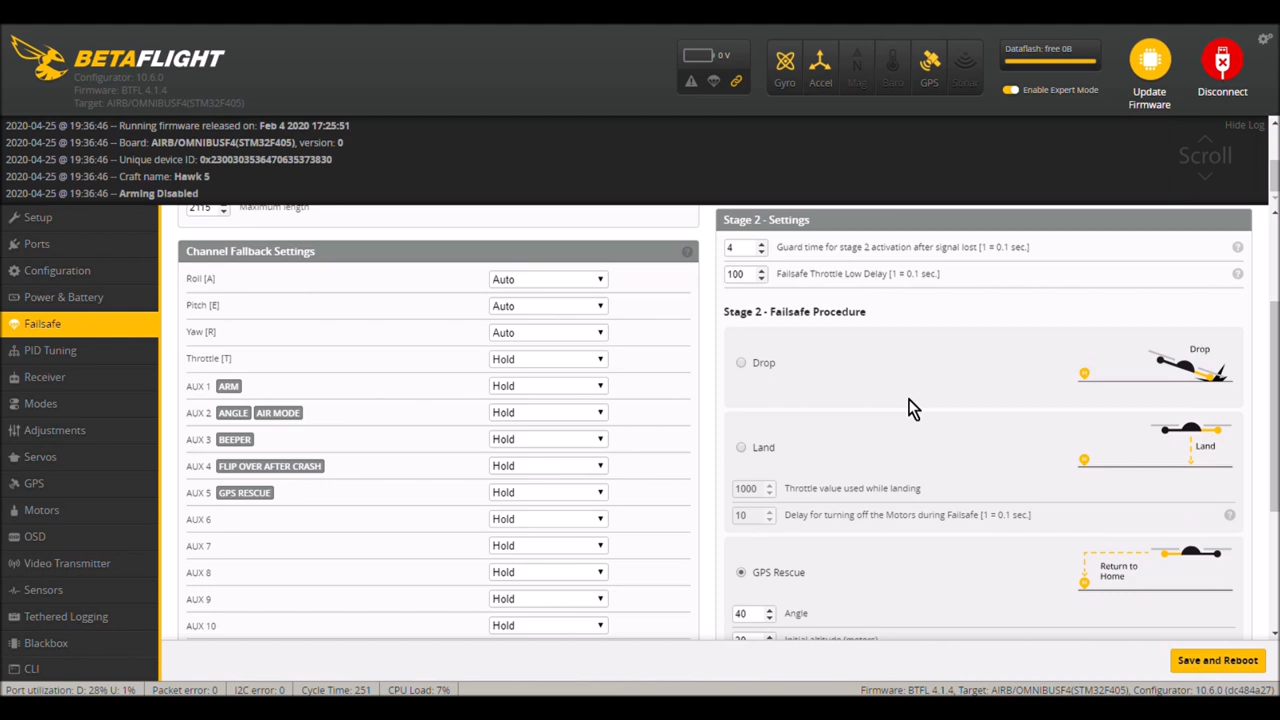 BETAFLIGHT
Configurator: 10.6.0
Firmware: BTFL 4.1.4
Target: AIRB/OMNIBUSF4(STM32F405)
0 V
Gyro
Accel
Mag
Baro
GPS
Sonar
Dataflash: free 0B
Enable Expert Mode
Update
Firmware
Disconnect
2020-04-25 @ 19:36:46 -- Running firmware released on: Feb 4 2020 17:25:51
2020-04-25 @ 19:36:46 -- Board: AIRB/OMNIBUSF4(STM32F405), version: 0
2020-04-25 @ 19:36:46 -- Unique device ID: 0x2300303536470635373830
2020-04-25 @ 19:36:46 -- Craft name: Hawk 5
2020-04-25 @ 19:36:46 -- Arming Disabled
Hide Log
Scroll
Setup
Ports
Configuration
Power & Battery
Failsafe
PID Tuning
Receiver
Modes
Adjustments
Servos
GPS
Motors
OSD
Video Transmitter
Sensors
Tethered Logging
Blackbox
CLI
2115 Maximum length
Channel Fallback Settings
Roll [A] Auto
Pitch [E] Auto
Yaw [R] Auto
Throttle [T] Hold
AUX 1 ARM Hold
AUX 2 ANGLE AIR MODE Hold
AUX 3 BEEPER Hold
AUX 4 FLIP OVER AFTER CRASH Hold
AUX 5 GPS RESCUE Hold
AUX 6 Hold
AUX 7 Hold
AUX 8 Hold
AUX 9 Hold
AUX 10 Hold
Stage 2 - Settings
4 Guard time for stage 2 activation after signal lost [1 = 0.1 sec.]
100 Failsafe Throttle Low Delay [1 = 0.1 sec.]
Stage 2 - Failsafe Procedure
Drop
Drop
Land
Land
1000 Throttle value used while landing
10 Delay for turning off the Motors during Failsafe [1 = 0.1 sec.]
GPS Rescue
Return to
Home
40 Angle
Initial altitude (meters)
Save and Reboot
Port utilization: D: 28% U: 1%
Packet error: 0
I2C error: 0
Cycle Time: 251
CPU Load: 7%
Firmware: BTFL 4.1.4, Target: AIRB/OMNIBUSF4(STM32F405), Configurator: 10.6.0 (dc484a27)